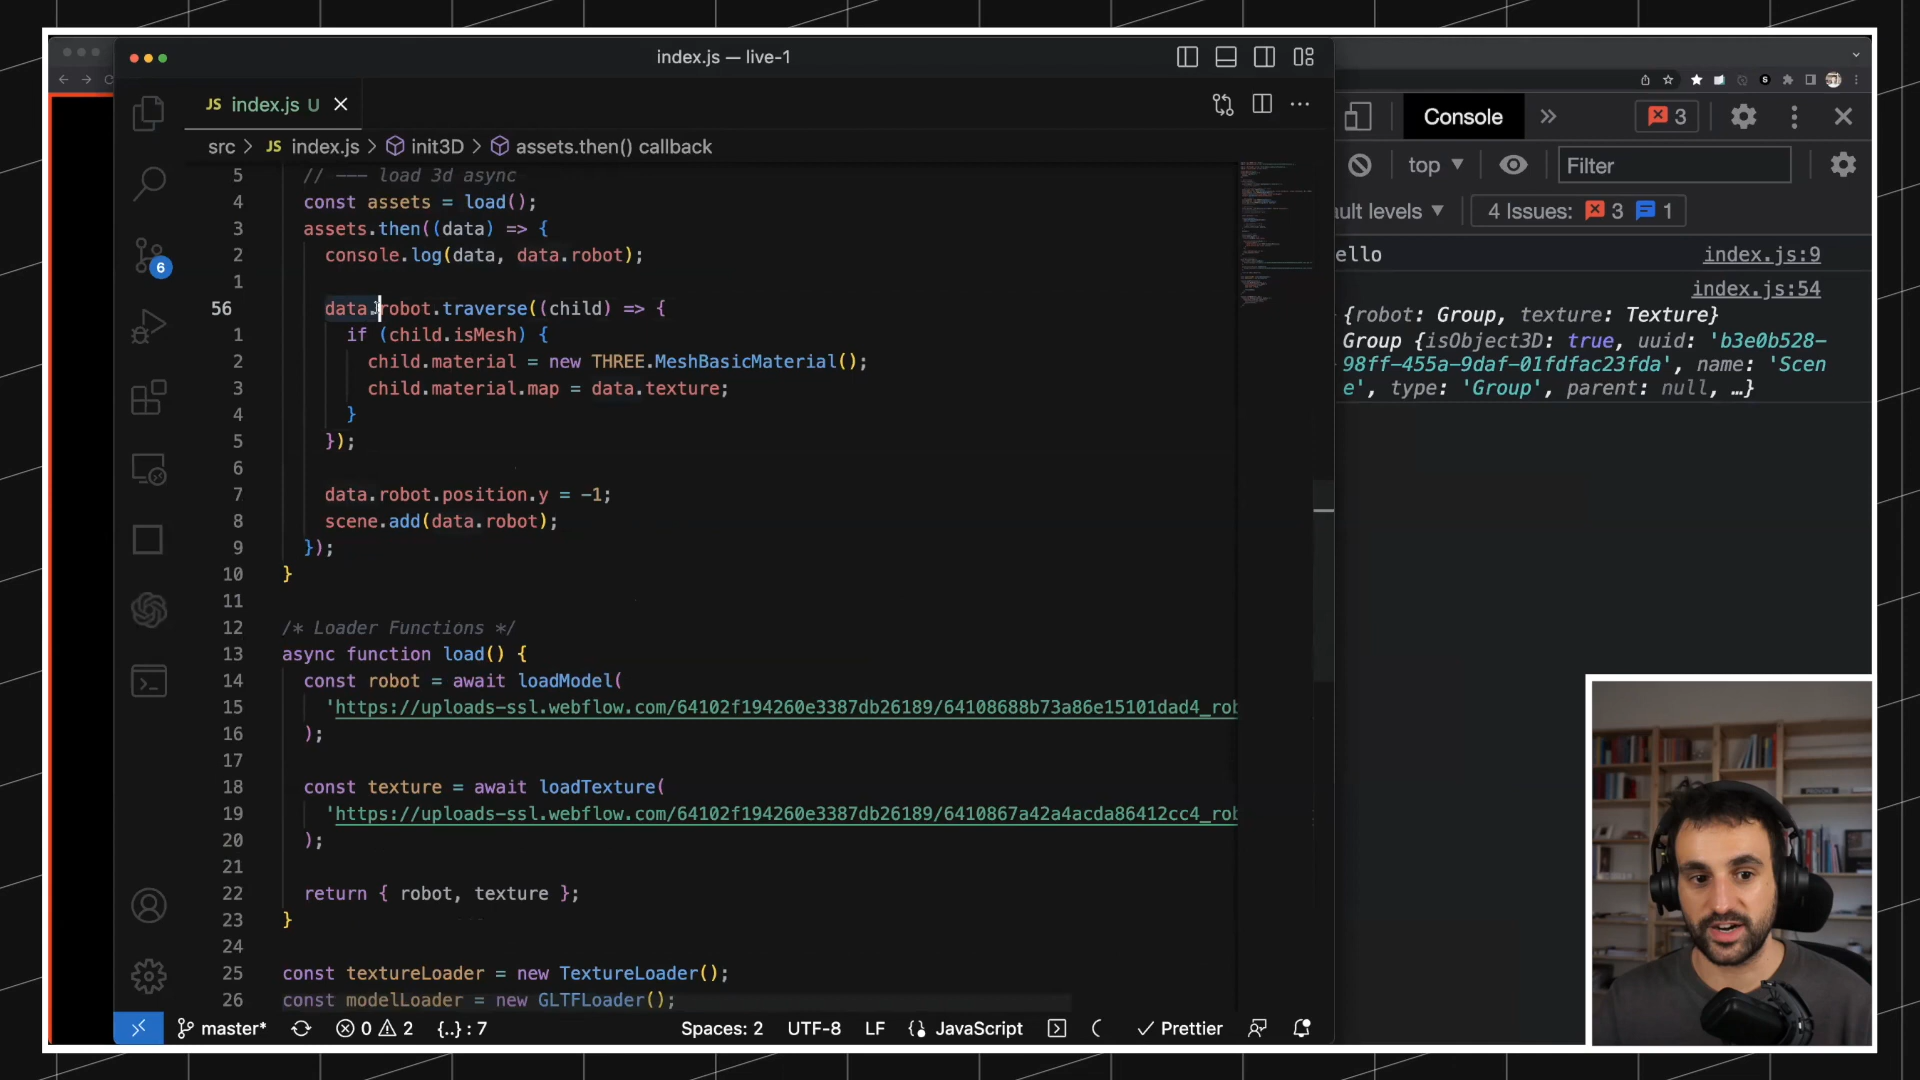 index.js — live-1
JS index.js U
src > JS index.js > init3D > assets.then() callback
5 // --- load 3d async
4 const assets = load();
3 assets.then((data) => {
2 console.log(data, data.robot);
1
56 data.robot.traverse((child) => {
1 if (child.isMesh) {
2 child.material = new THREE.MeshBasicMaterial();
3 child.material.map = data.texture;
4 }
5 });
6
7 data.robot.position.y = -1;
8 scene.add(data.robot);
9 });
10 }
11
12 /* Loader Functions */
13 async function load() {
14 const robot = await loadModel(
15 'https://uploads-ssl.webflow.com/64102f194260e3387db26189/64108688b73a86e15101dad4_rob
16 );
17
18 const texture = await loadTexture(
19 'https://uploads-ssl.webflow.com/64102f194260e3387db26189/6410867a42a4acda86412cc4_rob
20 );
21
22 return { robot, texture };
23 }
24
25 const textureLoader = new TextureLoader();
26 const modelLoader = new GLTFLoader();
6
master* 0 2 {..} : 7 Spaces: 2 UTF-8 LF JavaScript Prettier
Console 3
top Filter
ault levels 4 Issues: 3 1
ello index.js:9
index.js:54
{robot: Group, texture: Texture}
Group {isObject3D: true, uuid: 'b3e0b528-
98ff-455a-9daf-01fdfac23fda', name: 'Scen
e', type: 'Group', parent: null, …}